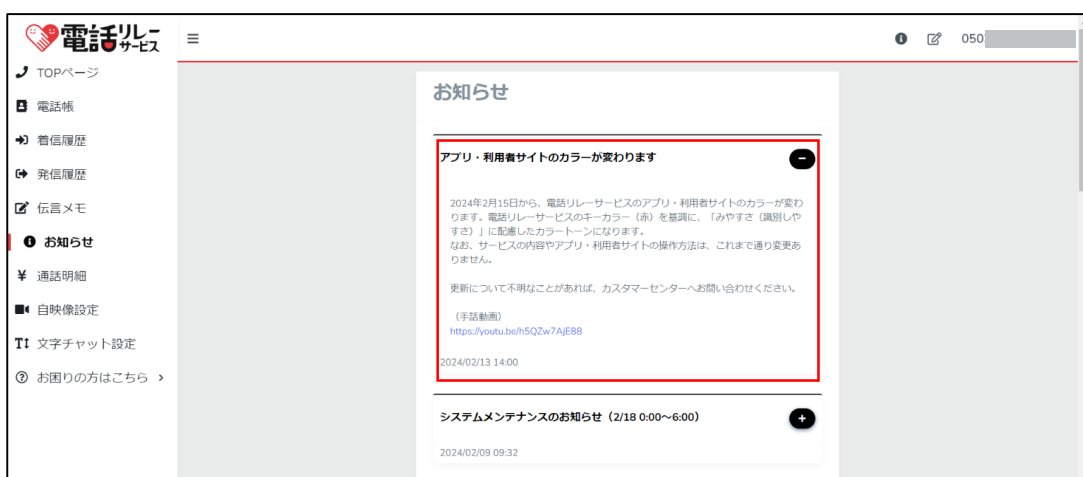 電話リレーサービス
050
TOPページ
電話帳
着信履歴
発信履歴
伝言メモ
お知らせ
通話明細
自映像設定
文字チャット設定
お困りの方はこちら
お知らせ
アプリ・利用者サイトのカラーが変わります
2024年2月15日から、電話リレーサービスのアプリ・利用者サイトのカラーが変わ
ります。電話リレーサービスのキーカラー（赤）を基調に、「みやすさ（識別しや
すさ）」に配慮したカラートーンになります。
なお、サービスの内容やアプリ・利用者サイトの操作方法は、これまで通り変更あ
りません。
更新について不明なことがあれば、カスタマーセンターへお問い合わせください。
（手話動画）
https://youtu.be/h5QZw7AjE88
2024/02/13 14:00
システムメンテナンスのお知らせ（2/18 0:00～6:00）
2024/02/09 09:32